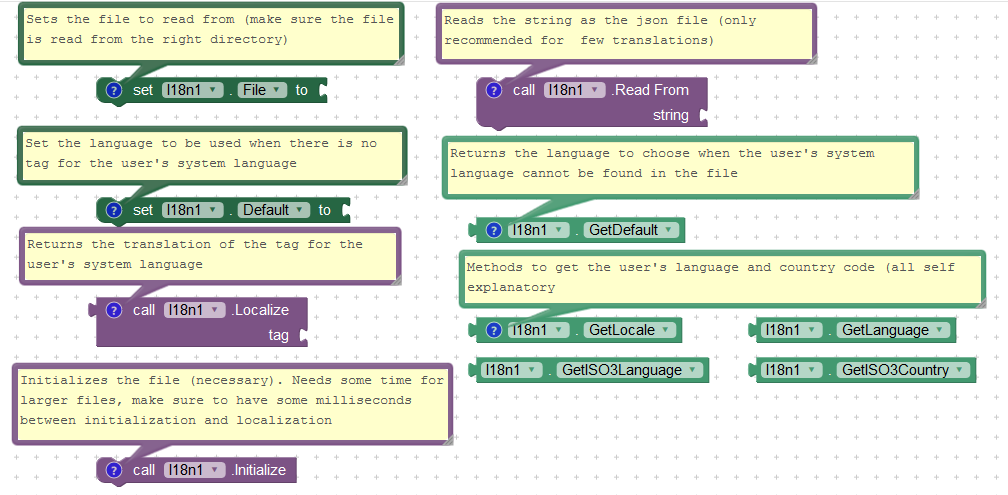 Sets the file to read from (make sure the file
is read from the right directory)
? set I18n1 . File to
Set the language to be used when there is no
tag for the user's system language
? set I18n1 . Default to
Returns the translation of the tag for the
user's system language
? call I18n1 .Localize
tag
Initializes the file (necessary). Needs some time for
larger files, make sure to have some milliseconds
between initialization and localization
? call I18n1 .Initialize
Reads the string as the json file (only
recommended for  few translations)
? call I18n1 .Read From
string
Returns the language to choose when the user's system
language cannot be found in the file
? I18n1 . GetDefault
Methods to get the user's language and country code (all self
explanatory
? I18n1 . GetLocale
I18n1 . GetLanguage
I18n1 . GetISO3Language
I18n1 . GetISO3Country